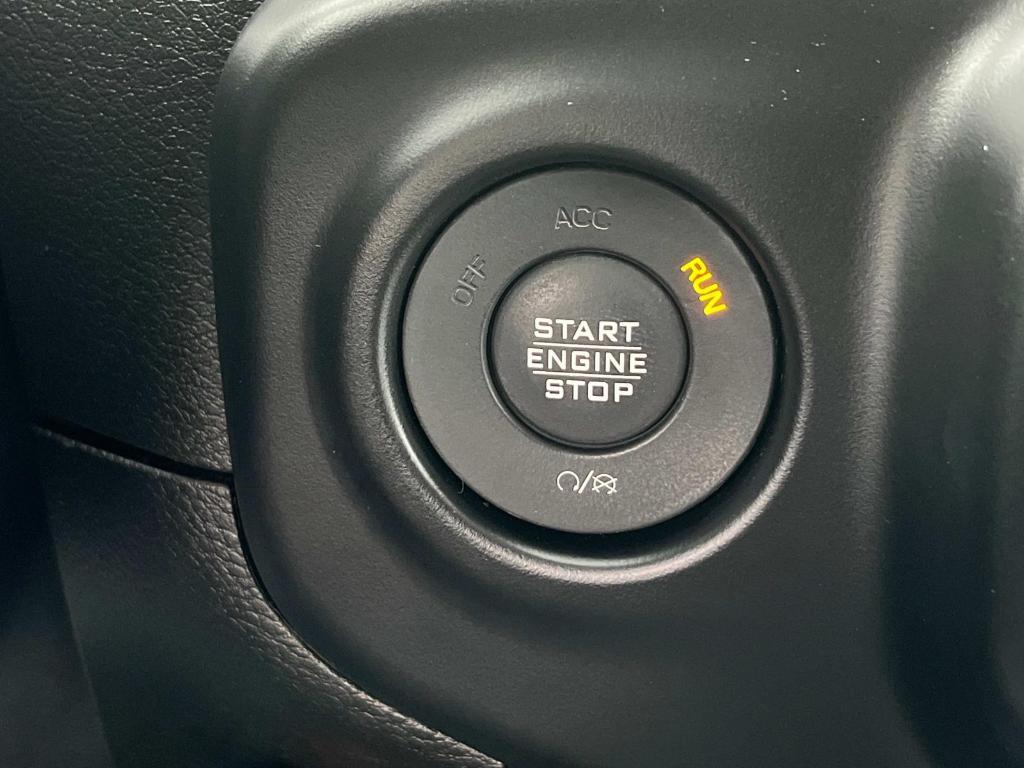 ACC
OFF
RUN
START
ENGINE
STOP